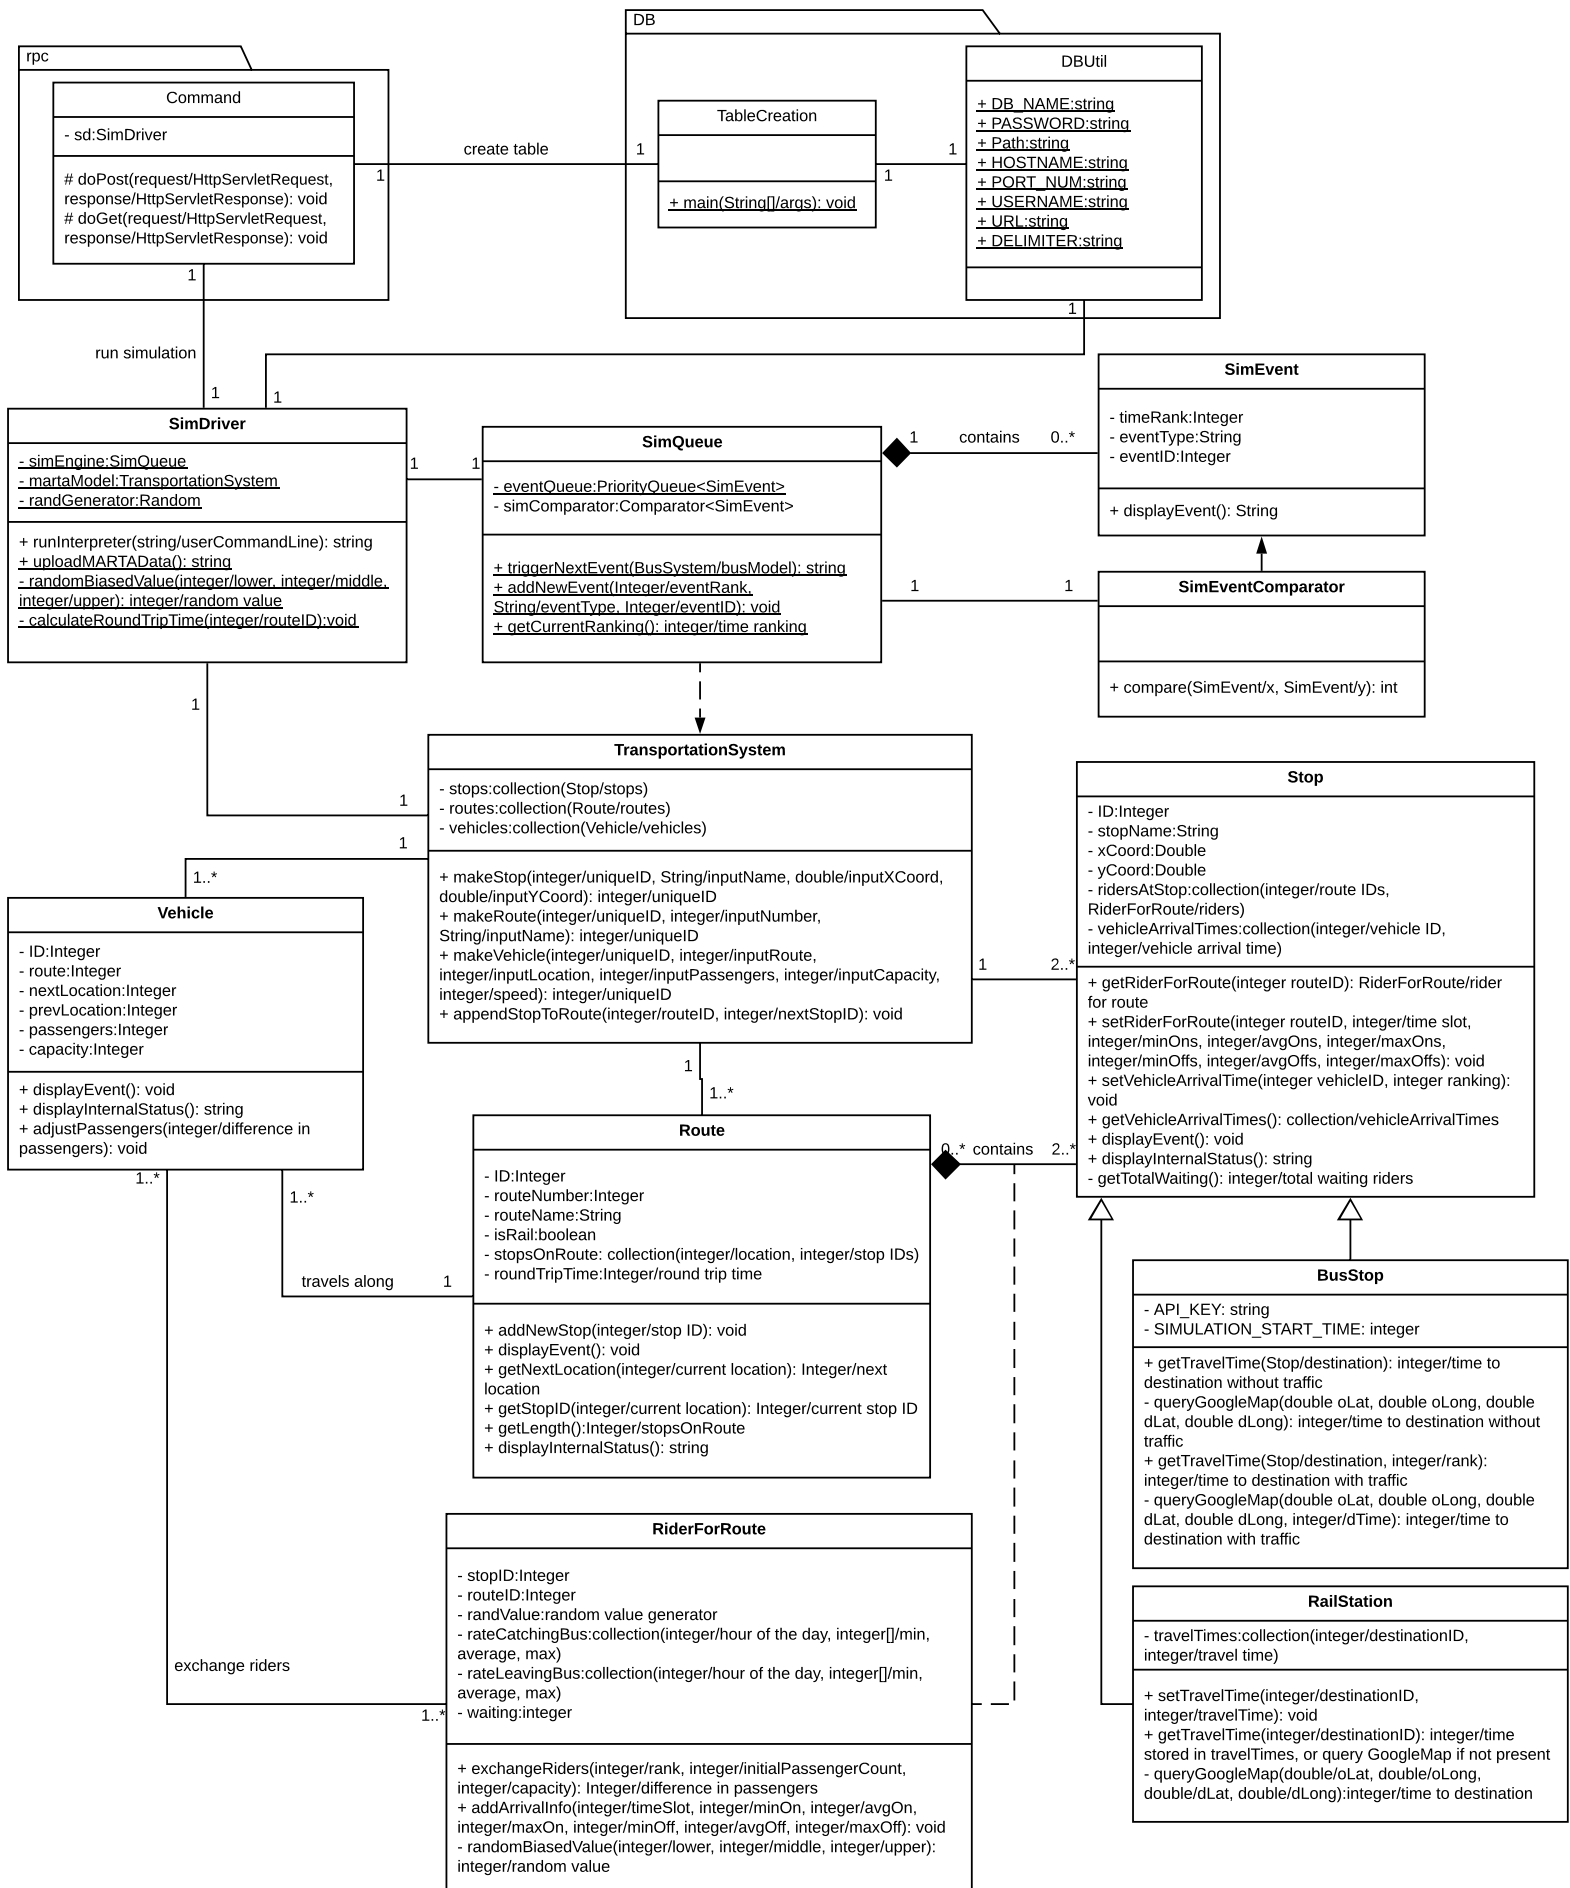 DB
rpc
Command
- sd:SimDriver
# doPost(request/HttpServletRequest,
response/HttpServletResponse): void
# doGet(request/HttpServletRequest,
response/HttpServletResponse): void
1
create table
1
TableCreation
+ main(String[]/args): void
1
1
DBUtil
+ DB_NAME:string
+ PASSWORD:string
+ Path:string
+ HOSTNAME:string
+ PORT_NUM:string
+ USERNAME:string
+ URL:string
+ DELIMITER:string
1
1
run simulation
1
1
SimDriver
- simEngine:SimQueue
- martaModel:TransportationSystem
- randGenerator:Random
+ runInterpreter(string/userCommandLine): string
+ uploadMARTAData(): string
- randomBiasedValue(integer/lower, integer/middle,
integer/upper): integer/random value
- calculateRoundTripTime(integer/routeID):void
1
1
SimQueue
- eventQueue:PriorityQueue<SimEvent>
- simComparator:Comparator<SimEvent>
+ triggerNextEvent(BusSystem/busModel): string
+ addNewEvent(Integer/eventRank,
String/eventType, Integer/eventID): void
+ getCurrentRanking(): integer/time ranking
1
contains
0..*
SimEvent
- timeRank:Integer
- eventType:String
- eventID:Integer
+ displayEvent(): String
1
1
SimEventComparator
+ compare(SimEvent/x, SimEvent/y): int
1
1
TransportationSystem
- stops:collection(Stop/stops)
- routes:collection(Route/routes)
- vehicles:collection(Vehicle/vehicles)
+ makeStop(integer/uniqueID, String/inputName, double/inputXCoord,
double/inputYCoord): integer/uniqueID
+ makeRoute(integer/uniqueID, integer/inputNumber,
String/inputName): integer/uniqueID
+ makeVehicle(integer/uniqueID, integer/inputRoute,
integer/inputLocation, integer/inputPassengers, integer/inputCapacity,
integer/speed): integer/uniqueID
+ appendStopToRoute(integer/routeID, integer/nextStopID): void
1
1..*
Vehicle
- ID:Integer
- route:Integer
- nextLocation:Integer
- prevLocation:Integer
- passengers:Integer
- capacity:Integer
+ displayEvent(): void
+ displayInternalStatus(): string
+ adjustPassengers(integer/difference in
passengers): void
1
2..*
Stop
- ID:Integer
- stopName:String
- xCoord:Double
- yCoord:Double
- ridersAtStop:collection(integer/route IDs,
RiderForRoute/riders)
- vehicleArrivalTimes:collection(integer/vehicle ID,
integer/vehicle arrival time)
+ getRiderForRoute(integer routeID): RiderForRoute/rider
for route
+ setRiderForRoute(integer routeID, integer/time slot,
integer/minOns, integer/avgOns, integer/maxOns,
integer/minOffs, integer/avgOffs, integer/maxOffs): void
+ setVehicleArrivalTime(integer vehicleID, integer ranking):
void
+ getVehicleArrivalTimes(): collection/vehicleArrivalTimes
+ displayEvent(): void
+ displayInternalStatus(): string
- getTotalWaiting(): integer/total waiting riders
1
1..*
Route
- ID:Integer
- routeNumber:Integer
- routeName:String
- isRail:boolean
- stopsOnRoute: collection(integer/location, integer/stop IDs)
- roundTripTime:Integer/round trip time
+ addNewStop(integer/stop ID): void
+ displayEvent(): void
+ getNextLocation(integer/current location): Integer/next
location
+ getStopID(integer/current location): Integer/current stop ID
+ getLength():Integer/stopsOnRoute
+ displayInternalStatus(): string
0..*
contains
2..*
1..*
1..*
travels along
1
BusStop
- API_KEY: string
- SIMULATION_START_TIME: integer
+ getTravelTime(Stop/destination): integer/time to
destination without traffic
- queryGoogleMap(double oLat, double oLong, double
dLat, double dLong): integer/time to destination without
traffic
+ getTravelTime(Stop/destination, integer/rank):
integer/time to destination with traffic
- queryGoogleMap(double oLat, double oLong, double
dLat, double dLong, integer/dTime): integer/time to
destination with traffic
RailStation
- travelTimes:collection(integer/destinationID,
integer/travel time)
+ setTravelTime(integer/destinationID,
integer/travelTime): void
+ getTravelTime(integer/destinationID): integer/time
stored in travelTimes, or query GoogleMap if not present
- queryGoogleMap(double/oLat, double/oLong,
double/dLat, double/dLong):integer/time to destination
exchange riders
1..*
RiderForRoute
- stopID:Integer
- routeID:Integer
- randValue:random value generator
- rateCatchingBus:collection(integer/hour of the day, integer[]/min,
average, max)
- rateLeavingBus:collection(integer/hour of the day, integer[]/min,
average, max)
- waiting:integer
+ exchangeRiders(integer/rank, integer/initialPassengerCount,
integer/capacity): Integer/difference in passengers
+ addArrivalInfo(integer/timeSlot, integer/minOn, integer/avgOn,
integer/maxOn, integer/minOff, integer/avgOff, integer/maxOff): void
- randomBiasedValue(integer/lower, integer/middle, integer/upper):
integer/random value